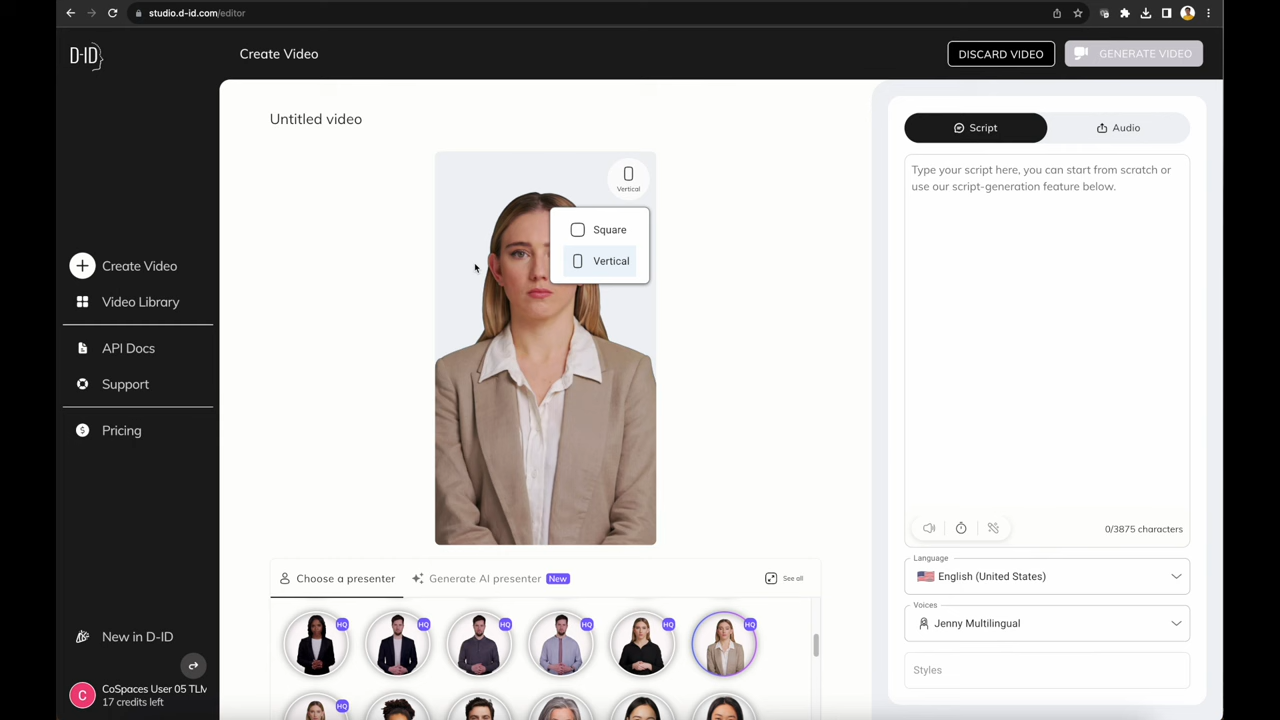 studio.d-id.com/editor
D-ID
Create Video
DISCARD VIDEO
GENERATE VIDEO
Untitled video
Vertical
Square
Vertical
Create Video
Video Library
API Docs
Support
Pricing
New in D-ID
C
CoSpaces User 05 TLM
17 credits left
Choose a presenter
Generate AI presenter New
See all
HQ HQ HQ HQ HQ HQ
HQ
Script
Audio
Type your script here, you can start from scratch or
use our script-generation feature below.
0/3875 characters
Language
English (United States)
Voices
Jenny Multilingual
Styles